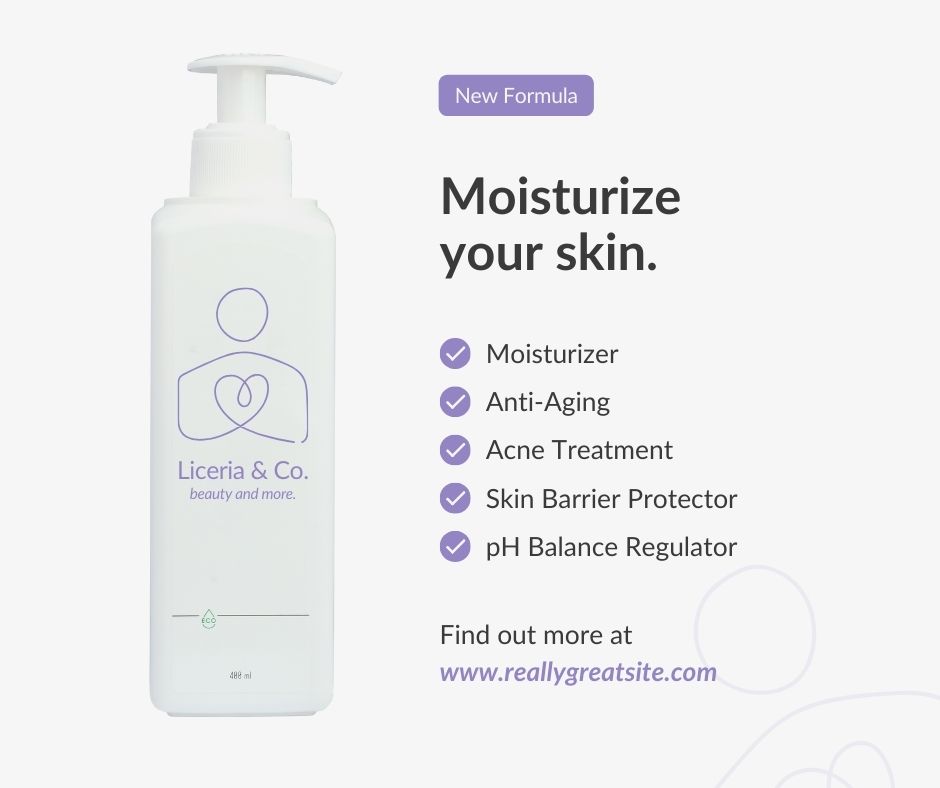 New Formula
Moisturize
your skin.
Moisturizer
Anti-Aging
Acne Treatment
Skin Barrier Protector
pH Balance Regulator
Find out more at
www.reallygreatsite.com
Liceria & Co.
beauty and more.
ECO
400 ml